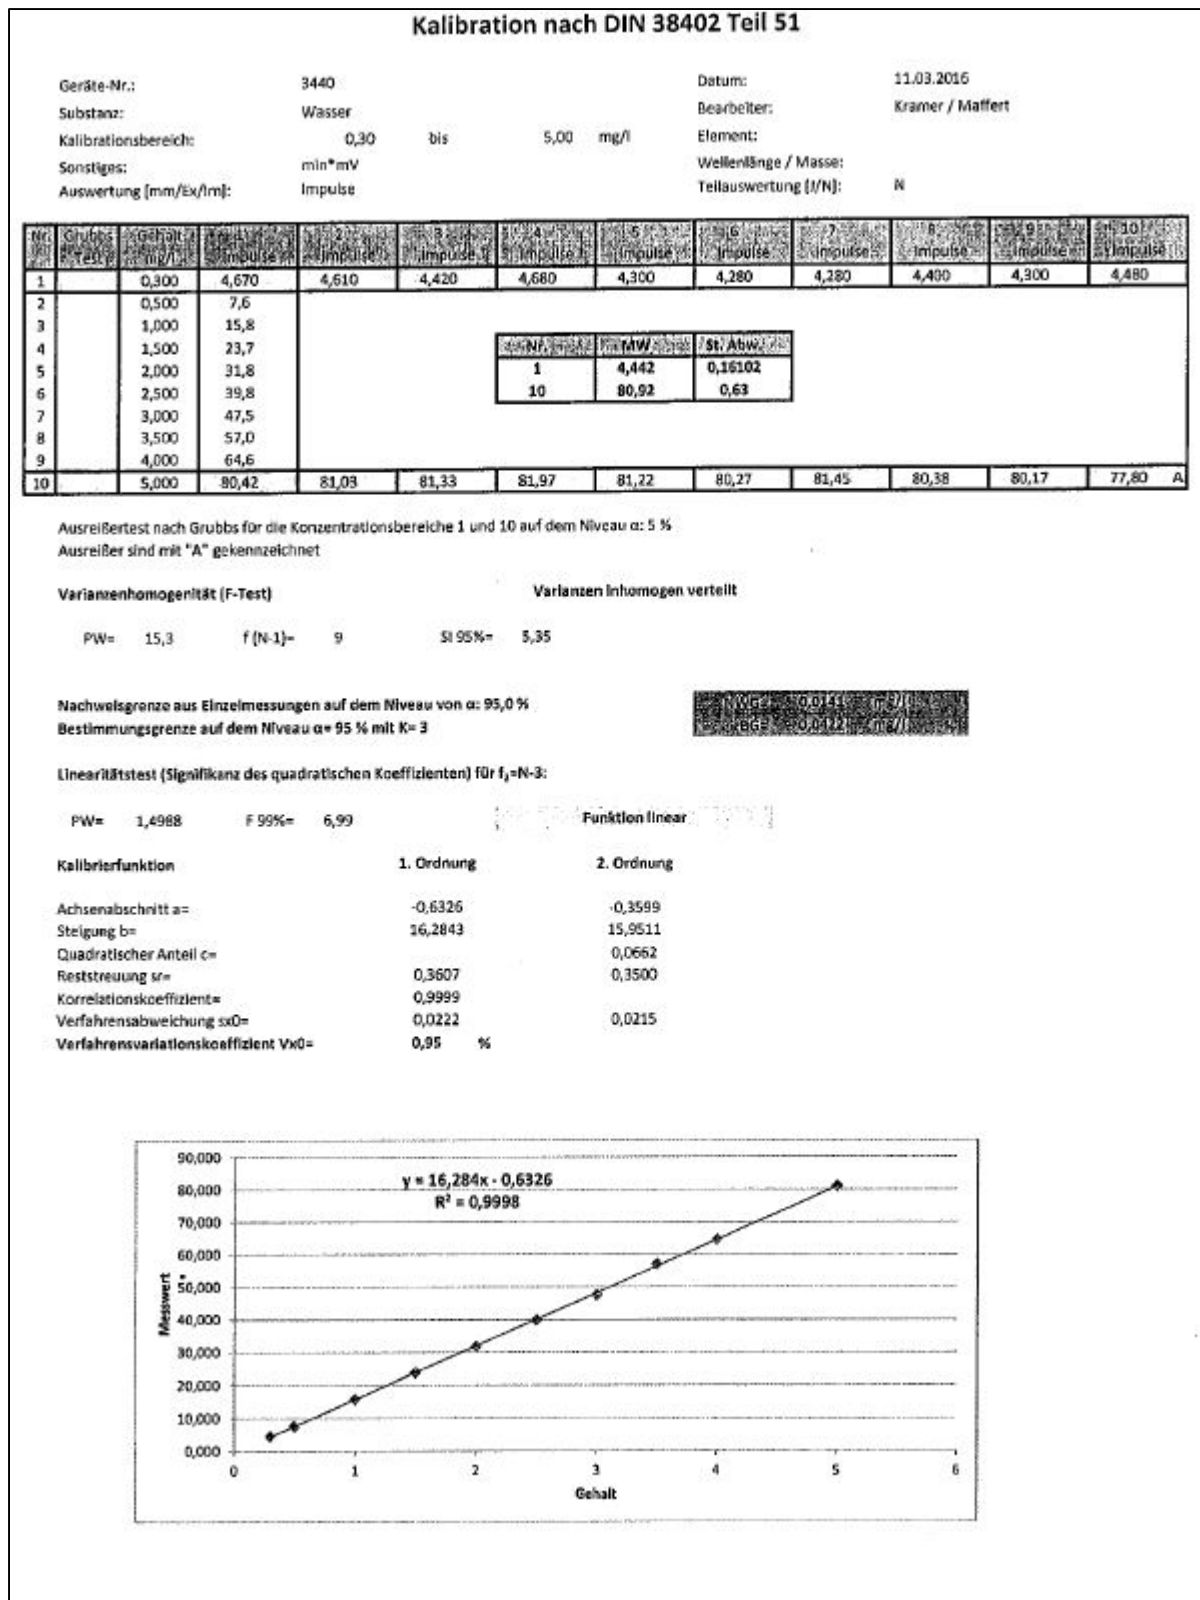 Kalibration nach DIN 38402 Teil 51
Geräte-Nr.: 3440 Datum: 11.03.2016
Substanz: Wasser Bearbeiter: Kramer / Maffert
Kalibrationsbereich: 0,30 bis 5,00 mg/l Element:
Sonstiges: min*mV Wellenlänge / Masse:
Auswertung [mm/Ex/Im]: Impulse Teilauswertung (J/N): N
Nr. Grubbs Gehalt 1 2 3 4 5 6 7 8 9 10
Test mg/l Impulse Impulse Impulse Impulse Impulse Impulse Impulse Impulse Impulse Impulse
1 0,300 4,670 4,610 4,420 4,680 4,300 4,280 4,280 4,400 4,300 4,480
2 0,500 7,6
3 1,000 15,8
4 1,500 23,7
5 2,000 31,8
6 2,500 39,8
7 3,000 47,5
8 3,500 57,0
9 4,000 64,6
Nr. MW St. Abw.
1 4,442 0,16102
10 80,92 0,63
10 5,000 80,42 81,03 81,33 81,97 81,22 80,27 81,45 80,38 80,17 77,80 A
Ausreißertest nach Grubbs für die Konzentrationsbereiche 1 und 10 auf dem Niveau α: 5 %
Ausreißer sind mit "A" gekennzeichnet
Varianzenhomogenität (F-Test) Varianzen inhomogen verteilt
PW= 15,3 f (N-1)= 9 SI 95%= 5,35
Nachweisgrenze aus Einzelmessungen auf dem Niveau von α: 95,0 % NWG= 0,0141 mg/l
Bestimmungsgrenze auf dem Niveau α= 95 % mit K= 3 BG= 0,0422 mg/l
Linearitätstest (Signifikanz des quadratischen Koeffizienten) für f₂=N-3:
PW= 1,4988 F 99%= 6,99 Funktion linear
Kalibrierfunktion 1. Ordnung 2. Ordnung
Achsenabschnitt a= -0,6326 -0,3599
Steigung b= 16,2843 15,9511
Quadratischer Anteil c= 0,0662
Reststreuung sr= 0,3607 0,3500
Korrelationskoeffizient= 0,9999
Verfahrensabweichung sx0= 0,0222 0,0215
Verfahrensvariationskoeffizient Vx0= 0,95 %
90,000
80,000
70,000
60,000
50,000
40,000
30,000
20,000
10,000
0,000
Messwert
y = 16,284x - 0,6326
R² = 0,9998
0 1 2 3 4 5 6
Gehalt